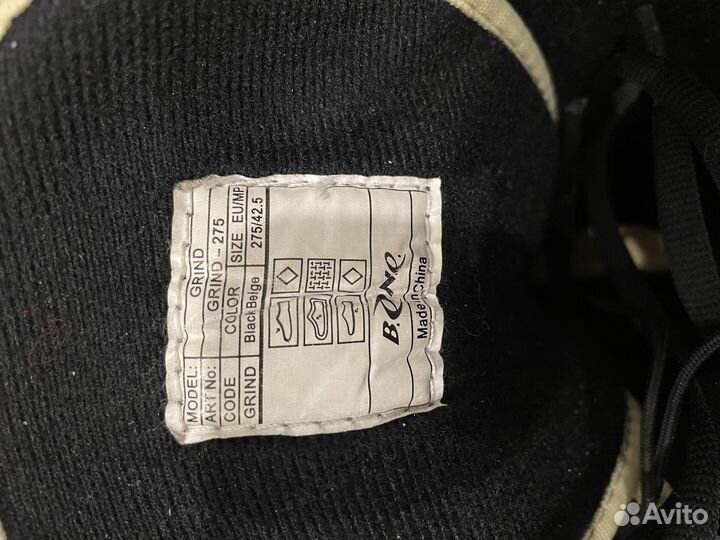 MODEL: GRIND
ART No: GRIND - 275
CODE COLOR SIZE EU/MP
GRIND Black Beige 275/42.5
B.ONE.
Made in China
Avito